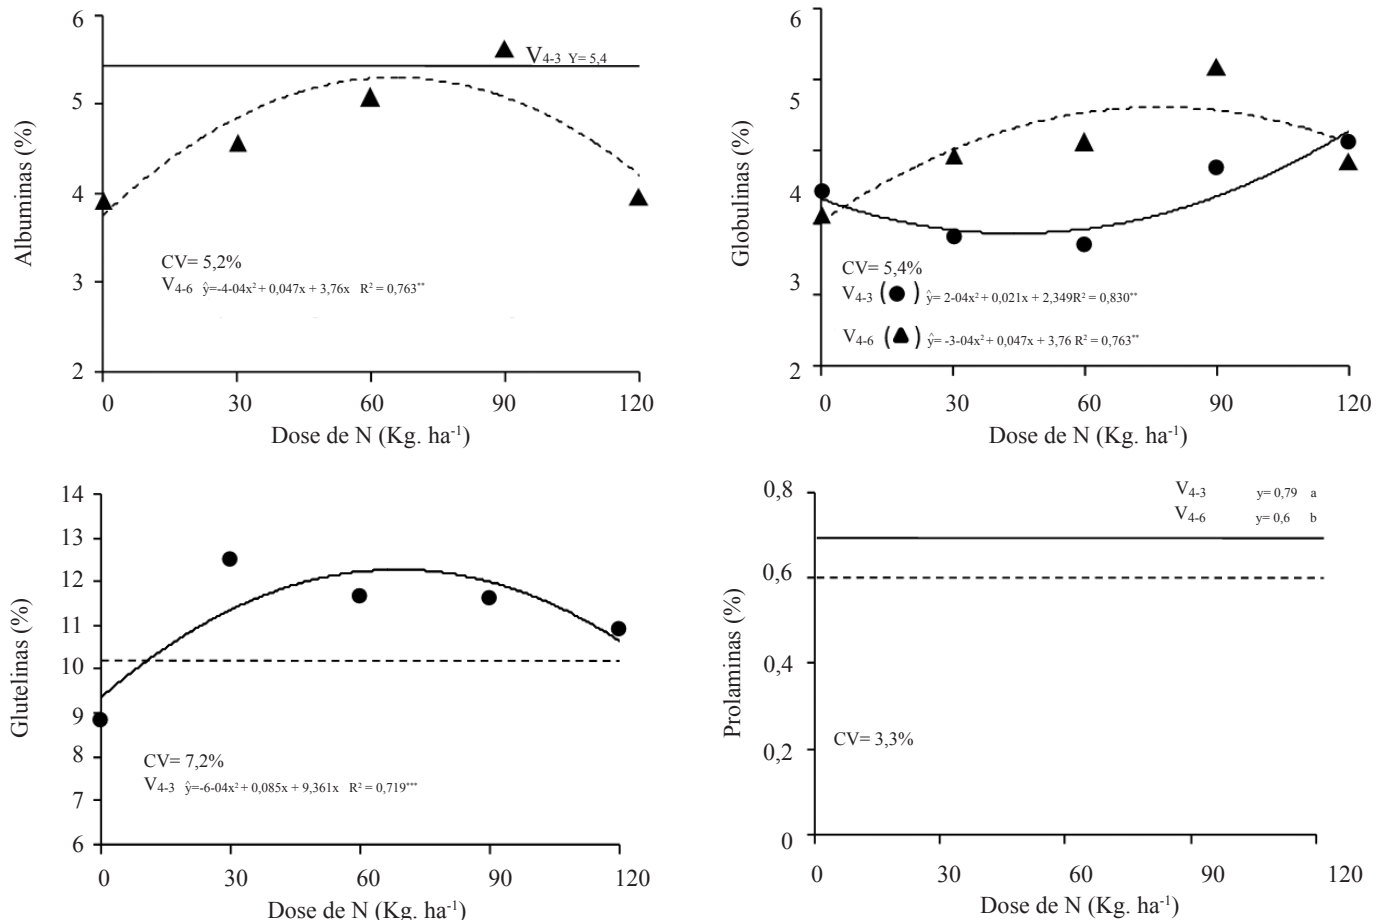 6
5
4
3
2
Albuminas (%)
V4-3 Y= 5,4
CV= 5,2%
V4-6 ŷ=-4-04x² + 0,047x + 3,76x R² = 0,763**
0 30 60 90 120
Dose de N (Kg. ha-1)
6
5
4
3
2
Globulinas (%)
CV= 5,4%
V4-3 (●) ŷ= 2-04x² + 0,021x + 2,349R² = 0,830**
V4-6 (▲) ŷ= -3-04x² + 0,047x + 3,76 R² = 0,763**
0 30 60 90 120
Dose de N (Kg. ha-1)
14
13
12
11
10
9
8
7
6
Glutelinas (%)
CV= 7,2%
V4-3 ŷ=-6-04x² + 0,085x + 9,361x R² = 0,719***
0 30 60 90 120
Dose de N (Kg. ha-1)
0,8
0,6
0,4
0,2
0
Prolaminas (%)
V4-3 y= 0,79 a
V4-6 y= 0,6 b
CV= 3,3%
0 30 60 90 120
Dose de N (Kg. ha-1)